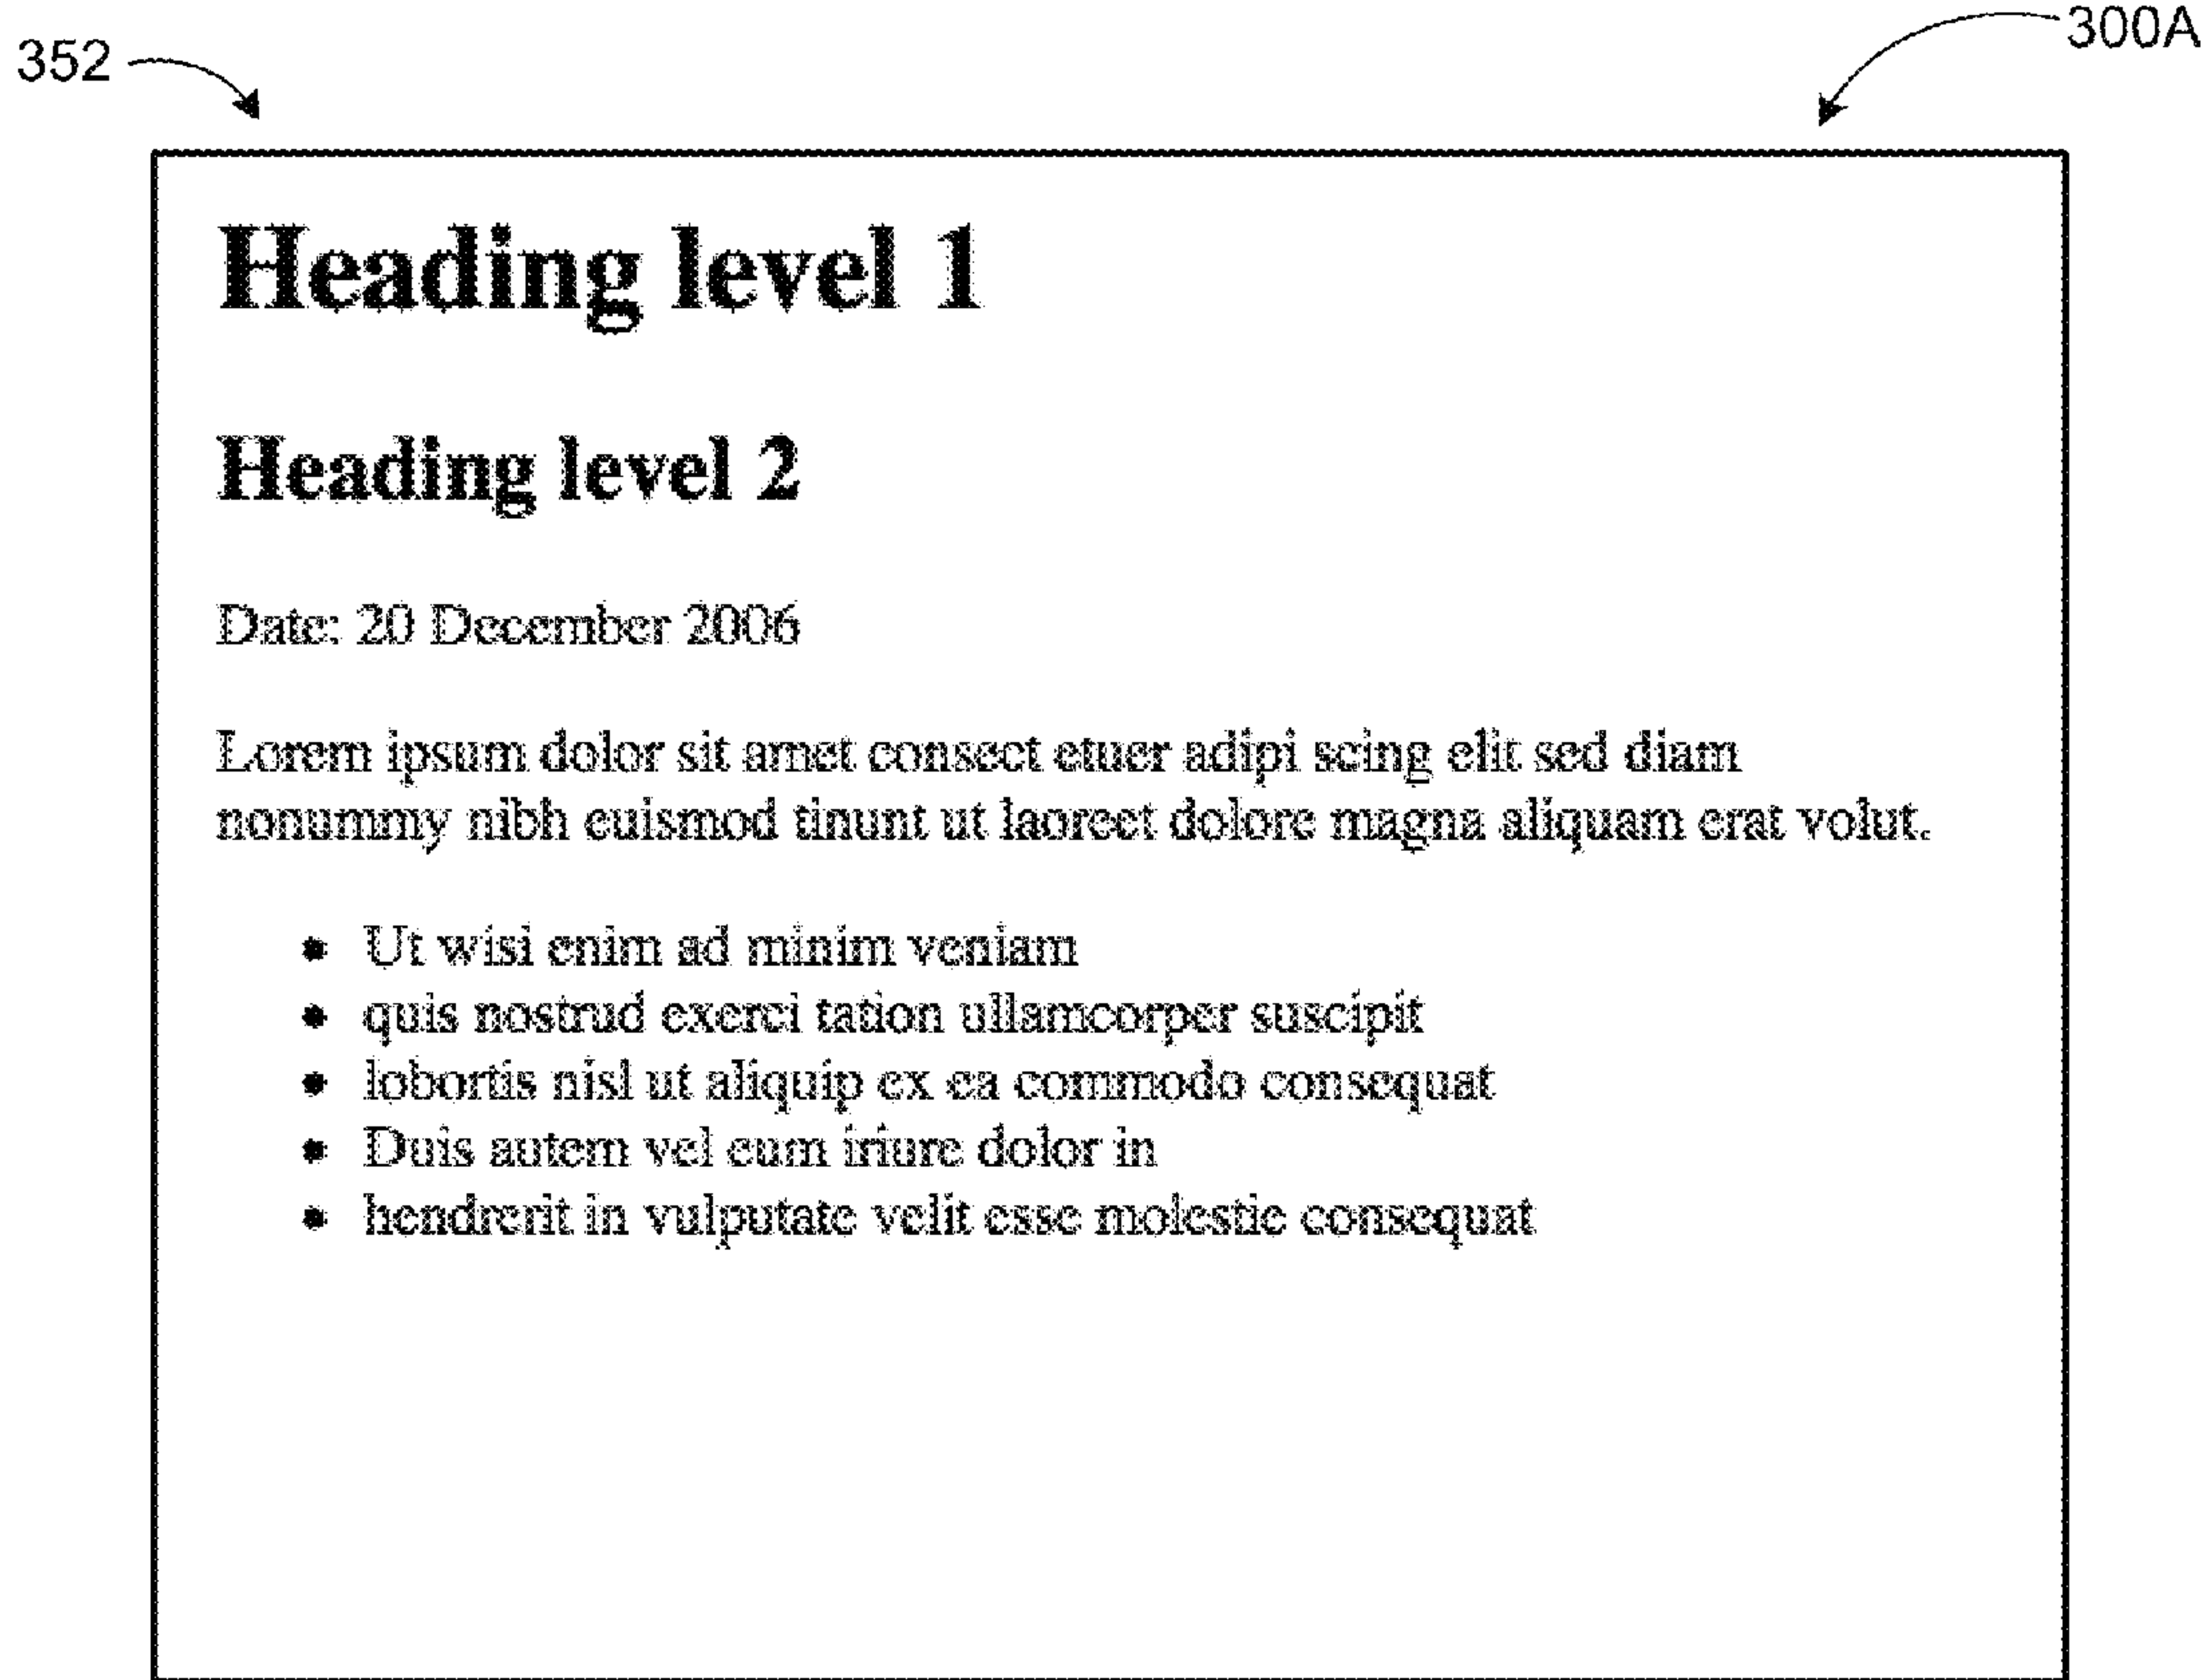 352
300A
Heading level 1
Heading level 2
Date: 20 December 2006
Lorem ipsum dolor sit amet consect etuer adipi scing elit sed diam
nonummy nibh euismod tinunt ut laoreet dolore magna aliquam erat volut.
• Ut wisi enim ad minim veniam
• quis nostrud exerci tation ullamcorper suscipit
• lobortis nisl ut aliquip ex ea commodo consequat
• Duis autem vel eum iriure dolor in
• hendrerit in vulputate velit esse molestie consequat